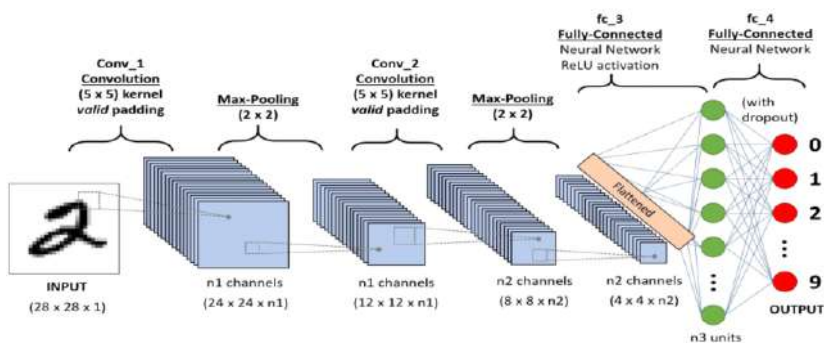 fc_3
Fully-Connected
Neural Network
ReLU activation
fc_4
Fully-Connected
Neural Network
Conv_1
Convolution
(5 x 5) kernel
valid padding
Max-Pooling
(2 x 2)
Conv_2
Convolution
(5 x 5) kernel
valid padding
Max-Pooling
(2 x 2)
(with
dropout)
Flattened
0
1
2
9
OUTPUT
INPUT
(28 x 28 x 1)
n1 channels
(24 x 24 x n1)
n1 channels
(12 x 12 x n1)
n2 channels
(8 x 8 x n2)
n2 channels
(4 x 4 x n2)
n3 units
2